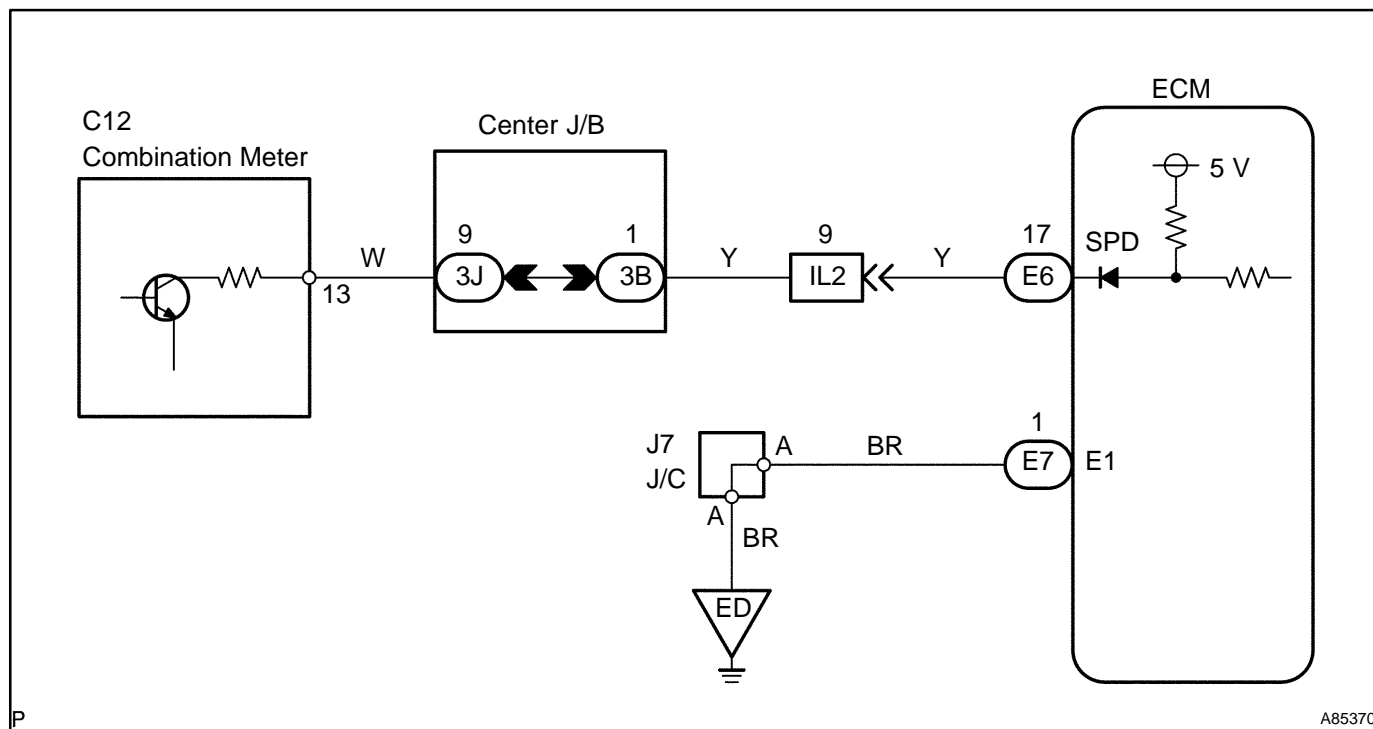 ECM
C12
Combination Meter
Center J/B
5 V
9
1
9
17
SPD
W
3J
3B
Y
IL2
Y
E6
13
1
J7
J/C
A
BR
E7
E1
A
BR
ED
P
A85370